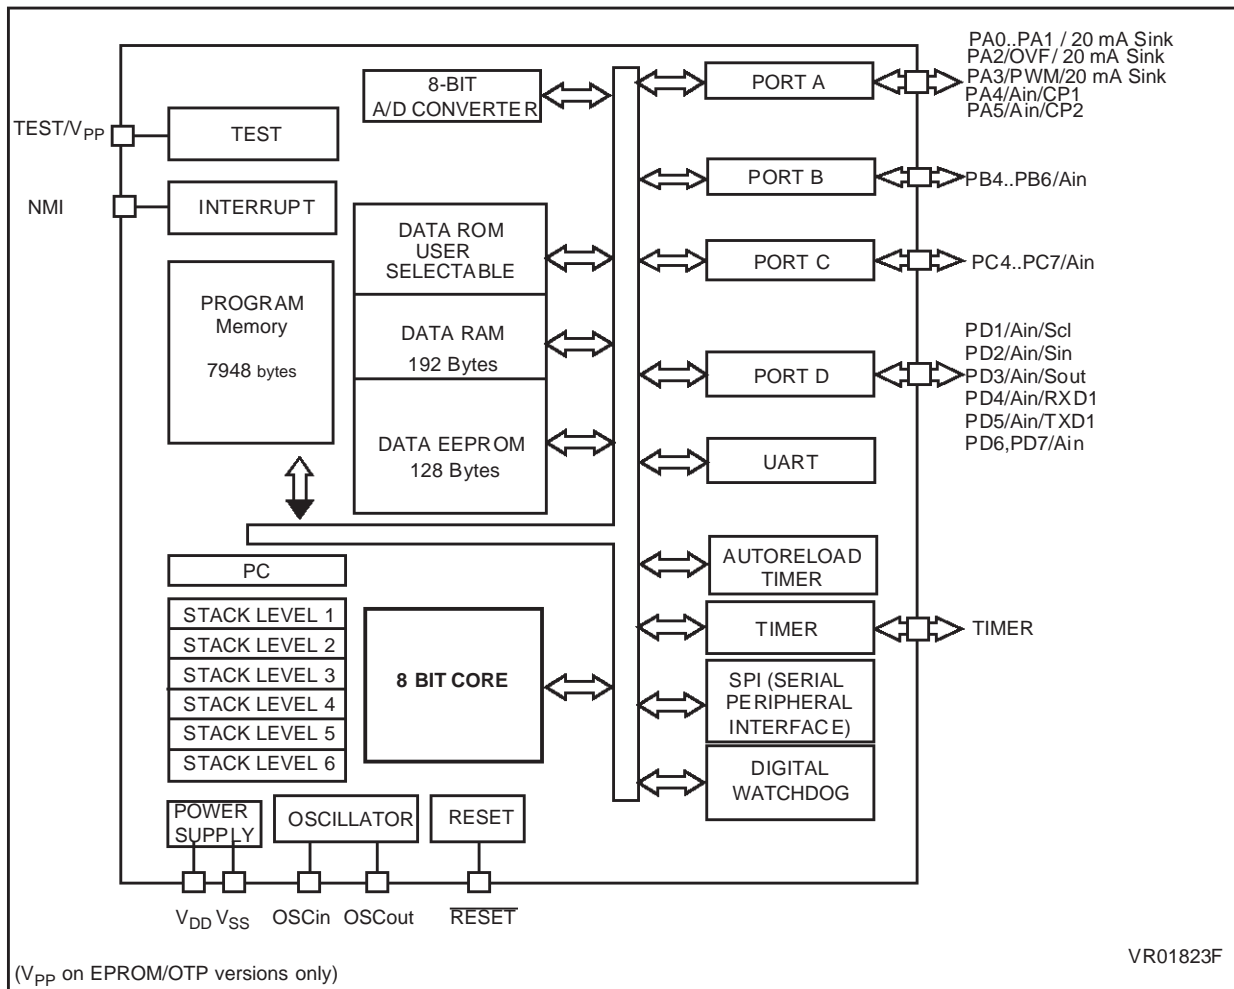 PA0..PA1 / 20 mA Sink
PA2/OVF/ 20 mA Sink
PA3/PWM/20 mA Sink
PA4/Ain/CP1
PA5/Ain/CP2
8-BIT
A/D CONVERTER
PORT A
TEST/VPP
TEST
PORT B
PB4..PB6/Ain
NMI
INTERRUPT
DATA ROM
USER
SELECTABLE
PORT C
PC4..PC7/Ain
PROGRAM
Memory
7948 bytes
DATA RAM
192 Bytes
PORT D
PD1/Ain/Scl
PD2/Ain/Sin
PD3/Ain/Sout
PD4/Ain/RXD1
PD5/Ain/TXD1
PD6,PD7/Ain
DATA EEPROM
128 Bytes
UART
PC
AUTORELOAD
TIMER
STACK LEVEL 1
STACK LEVEL 2
STACK LEVEL 3
STACK LEVEL 4
STACK LEVEL 5
STACK LEVEL 6
8 BIT CORE
TIMER
TIMER
SPI (SERIAL
PERIPHERAL
INTERFACE)
DIGITAL
WATCHDOG
POWER
SUPPLY
OSCILLATOR
RESET
VDD VSS
OSCin
OSCout
RESET
(VPP on EPROM/OTP versions only)
VR01823F